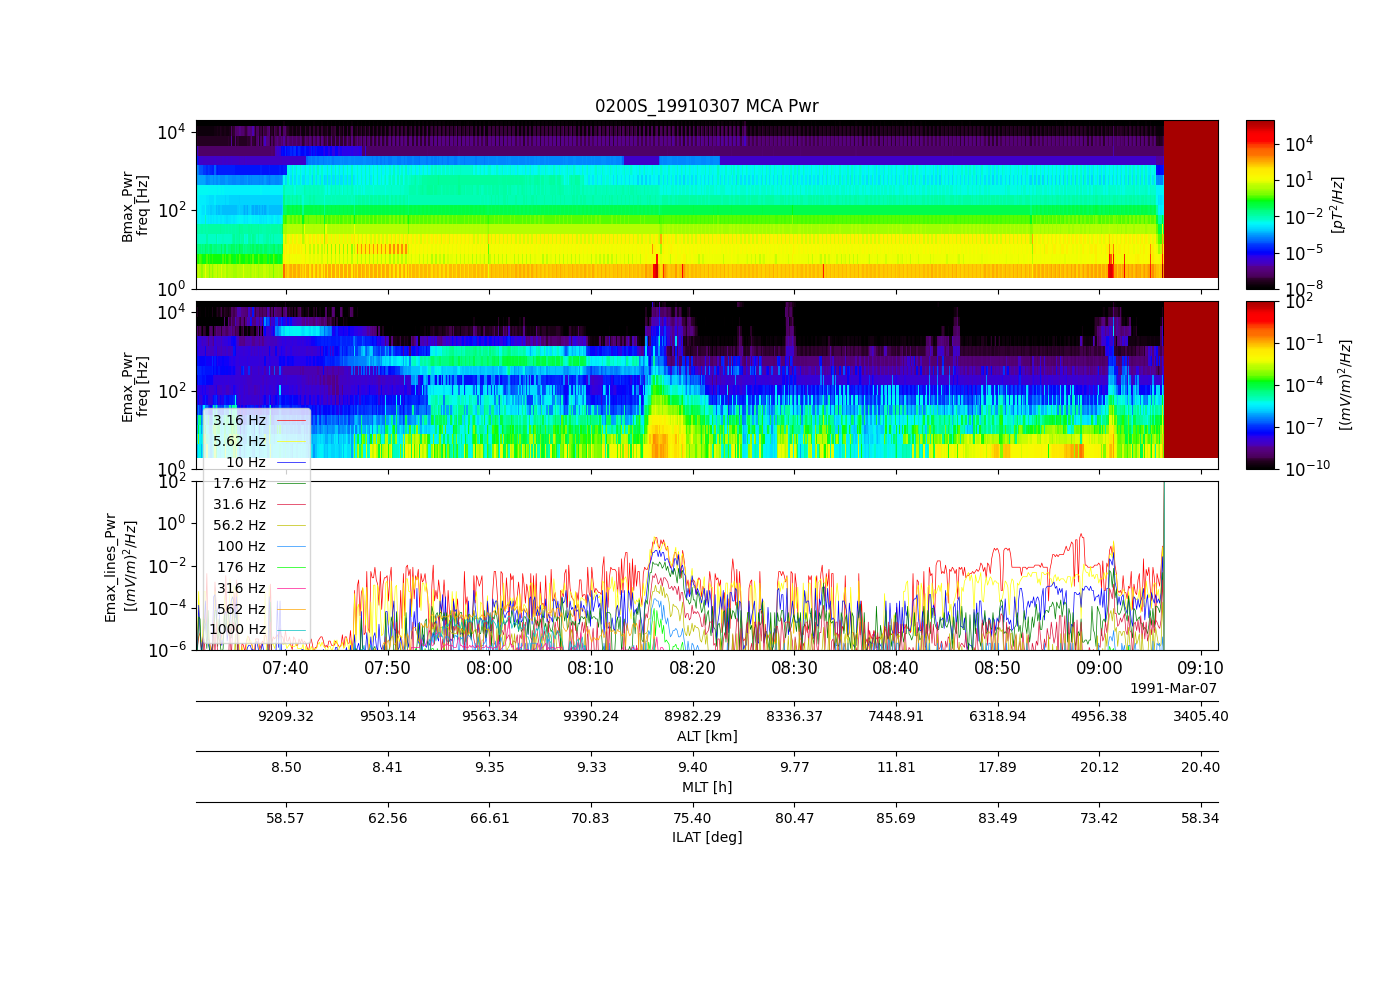 0200S_19910307 MCA Pwr
10^4
10^2
10^0
Bmax_Pwr
freq [Hz]
10^4
10^1
10^−2
10^−5
10^−8
[pT^2/Hz]
10^4
10^2
10^0
Emax_Pwr
freq [Hz]
10^2
10^−1
10^−4
10^−7
10^−10
[(mV/m)^2/Hz]
3.16 Hz
5.62 Hz
10 Hz
17.6 Hz
31.6 Hz
56.2 Hz
100 Hz
176 Hz
316 Hz
562 Hz
1000 Hz
10^2
10^0
10^−2
10^−4
10^−6
Emax_lines_Pwr
[(mV/m)^2/Hz]
07:40 07:50 08:00 08:10 08:20 08:30 08:40 08:50 09:00 09:10
1991-Mar-07
9209.32 9503.14 9563.34 9390.24 8982.29 8336.37 7448.91 6318.94 4956.38 3405.40
ALT [km]
8.50 8.41 9.35 9.33 9.40 9.77 11.81 17.89 20.12 20.40
MLT [h]
58.57 62.56 66.61 70.83 75.40 80.47 85.69 83.49 73.42 58.34
ILAT [deg]